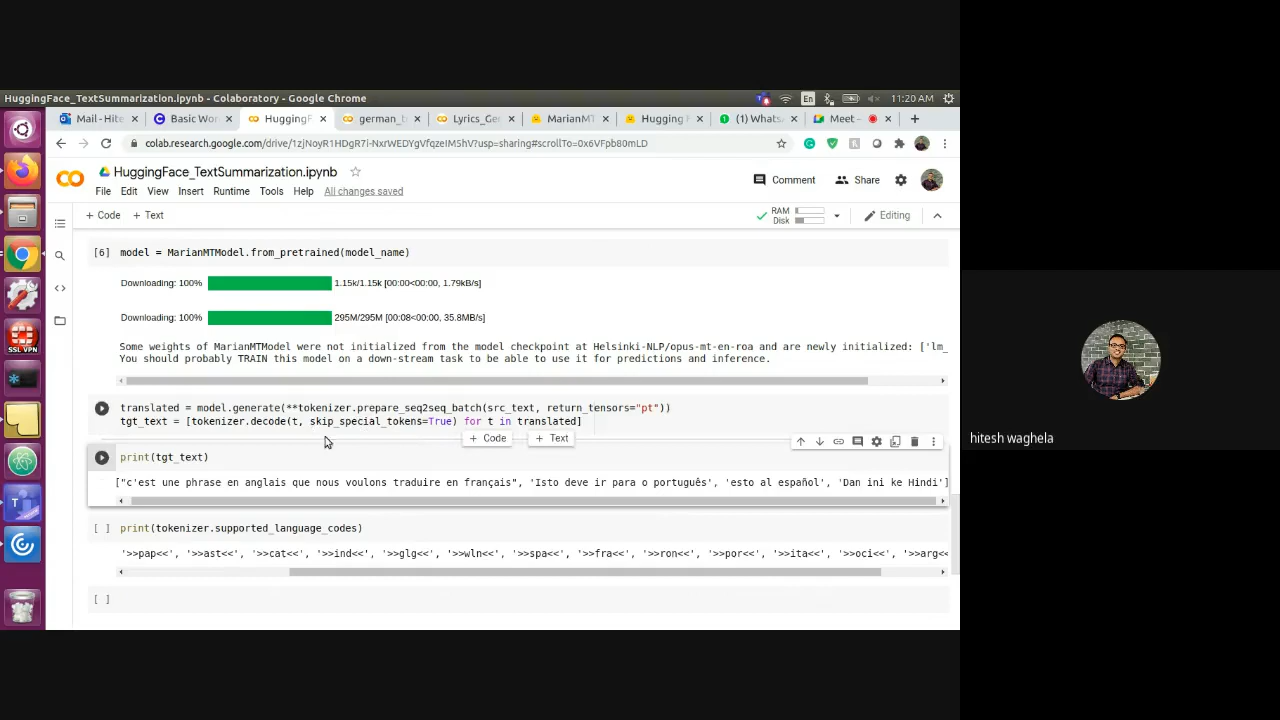 HuggingFace_TextSummarization.ipynb - Colaboratory - Google Chrome
En
11:20 AM
Mail - Hite
Basic Wor
HuggingF
german_t
Lyrics_Ge
MarianMT
Hugging F
(1) Whats
Meet –
colab.research.google.com/drive/1zjNoyR1HDgR7i-NxrWEDYgVfqzeIM5hV?usp=sharing#scrollTo=0x6VFpb80mLD
HuggingFace_TextSummarization.ipynb
Comment
Share
File Edit View Insert Runtime Tools Help All changes saved
+ Code + Text
RAM
Disk
Editing
[6] model = MarianMTModel.from_pretrained(model_name)
Downloading: 100% 1.15k/1.15k [00:00<00:00, 1.79kB/s]
Downloading: 100% 295M/295M [00:08<00:00, 35.8MB/s]
Some weights of MarianMTModel were not initialized from the model checkpoint at Helsinki-NLP/opus-mt-en-roa and are newly initialized: ['lm_
You should probably TRAIN this model on a down-stream task to be able to use it for predictions and inference.
translated = model.generate(**tokenizer.prepare_seq2seq_batch(src_text, return_tensors="pt"))
tgt_text = [tokenizer.decode(t, skip_special_tokens=True) for t in translated]
+ Code + Text
print(tgt_text)
["c'est une phrase en anglais que nous voulons traduire en français", 'Isto deve ir para o português', 'esto al español', 'Dan ini ke Hindi']
[ ] print(tokenizer.supported_language_codes)
'>>pap<<', '>>ast<<', '>>cat<<', '>>ind<<', '>>glg<<', '>>wln<<', '>>spa<<', '>>fra<<', '>>ron<<', '>>por<<', '>>ita<<', '>>oci<<', '>>arg<<
[ ]
SSL VPN
hitesh waghela